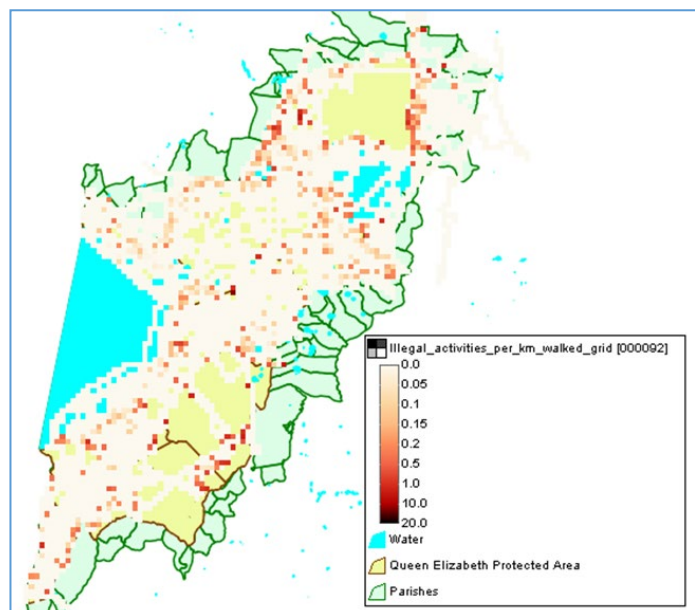 Illegal_activities_per_km_walked_grid [000092]
0.0
0.05
0.1
0.15
0.2
0.5
1.0
10.0
20.0
Water
Queen Elizabeth Protected Area
Parishes